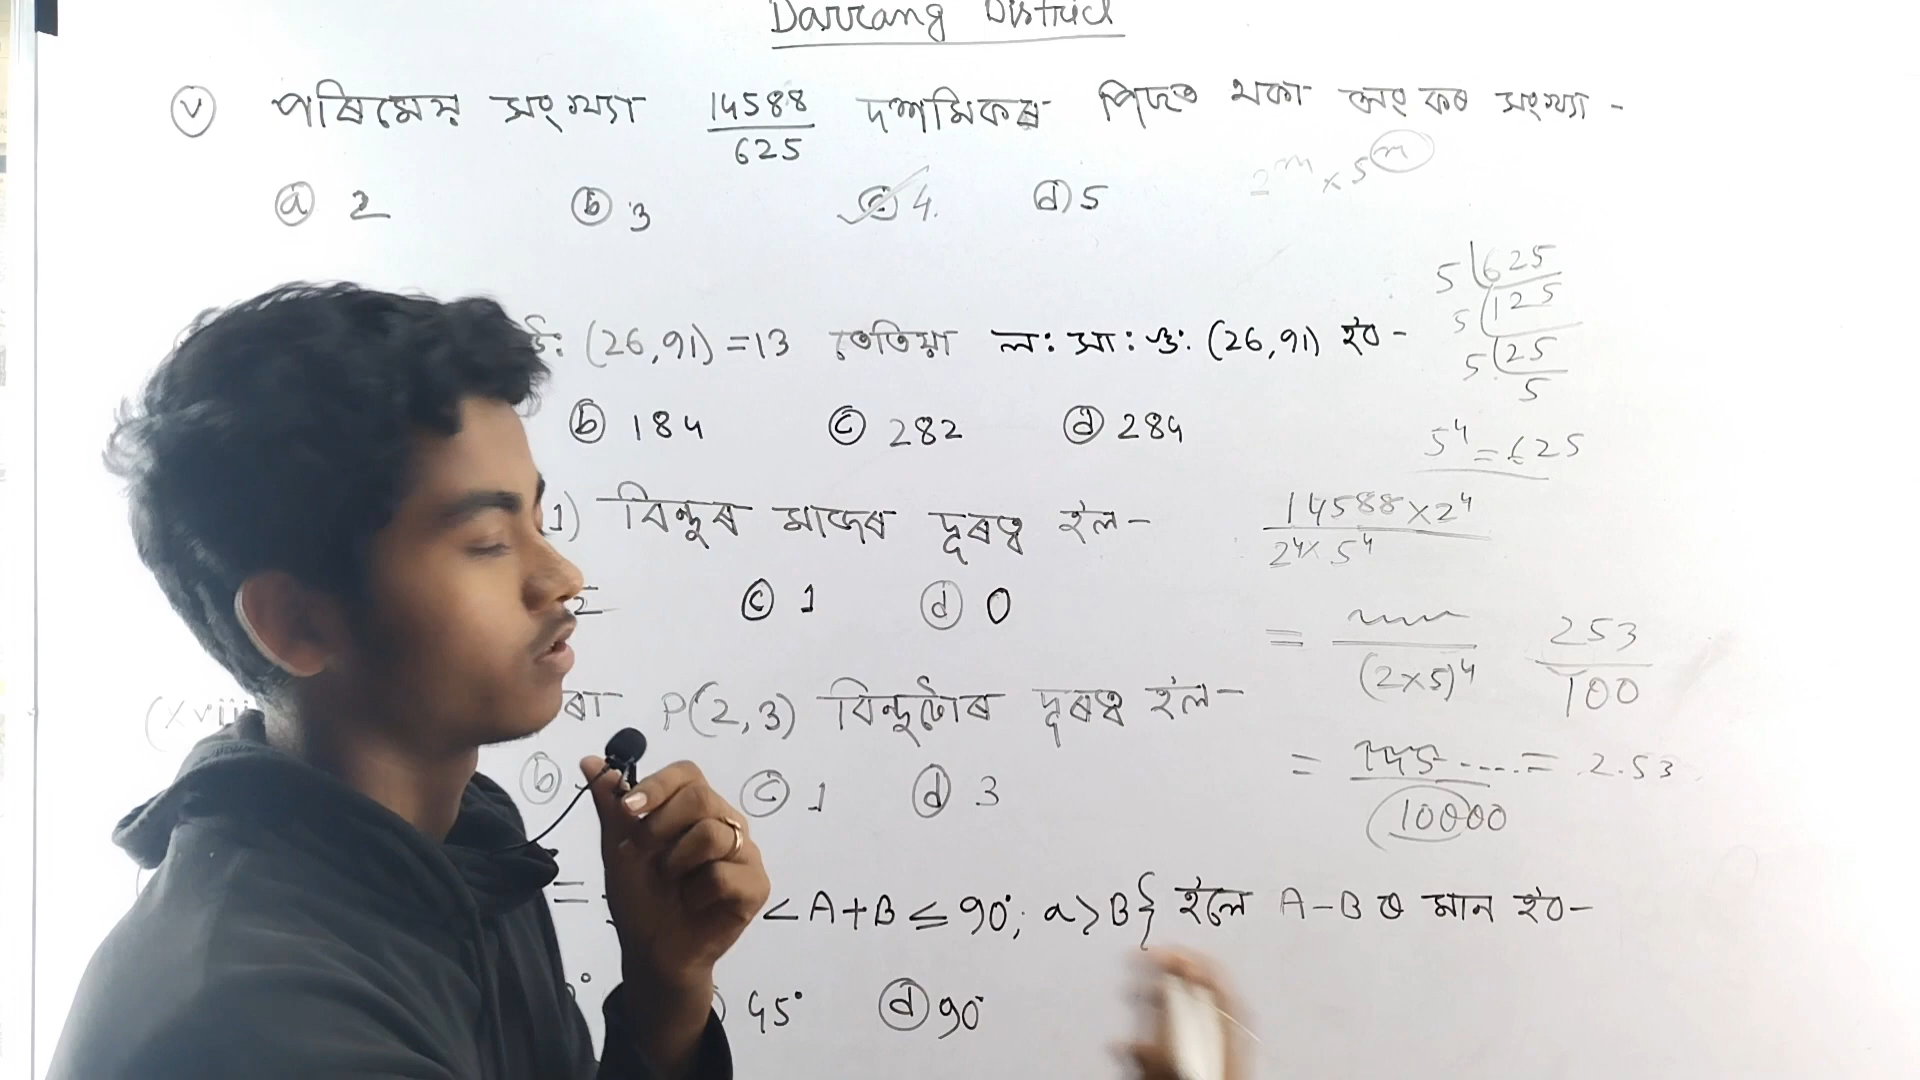 Darrang District
(v) পৰিমেয় সংখ্যা 14588/625 দশমিকৰ পিছত থকা অংকৰ সংখ্যা -
(a) 2 (b) 3 (c) 4. (d) 5
2^m × 5^n
5 | 625
5 | 125
5 | 25
5
5^4 = 625
: (26,91) = 13 তেতিয়া ল: সা: গু: (26,91) হ'ব -
(b) 184 (c) 282 (d) 284
1) বিন্দুৰ মাজৰ দূৰত্ব হ'ল -
(c) 1 (d) 0
14588 × 2^4 / 2^4 × 5^4
= / (2×5)^4 253/100
= ..... = 2.53
10000
(xviii) ৰা P(2,3) বিন্দুটোৰ দূৰত্ব হ'ল -
(b) (c) 1 (d) 3
= < A+B ≤ 90°; a>B} হ'লে A-B ৰ মান হ'ব -
° 45° (d) 90°